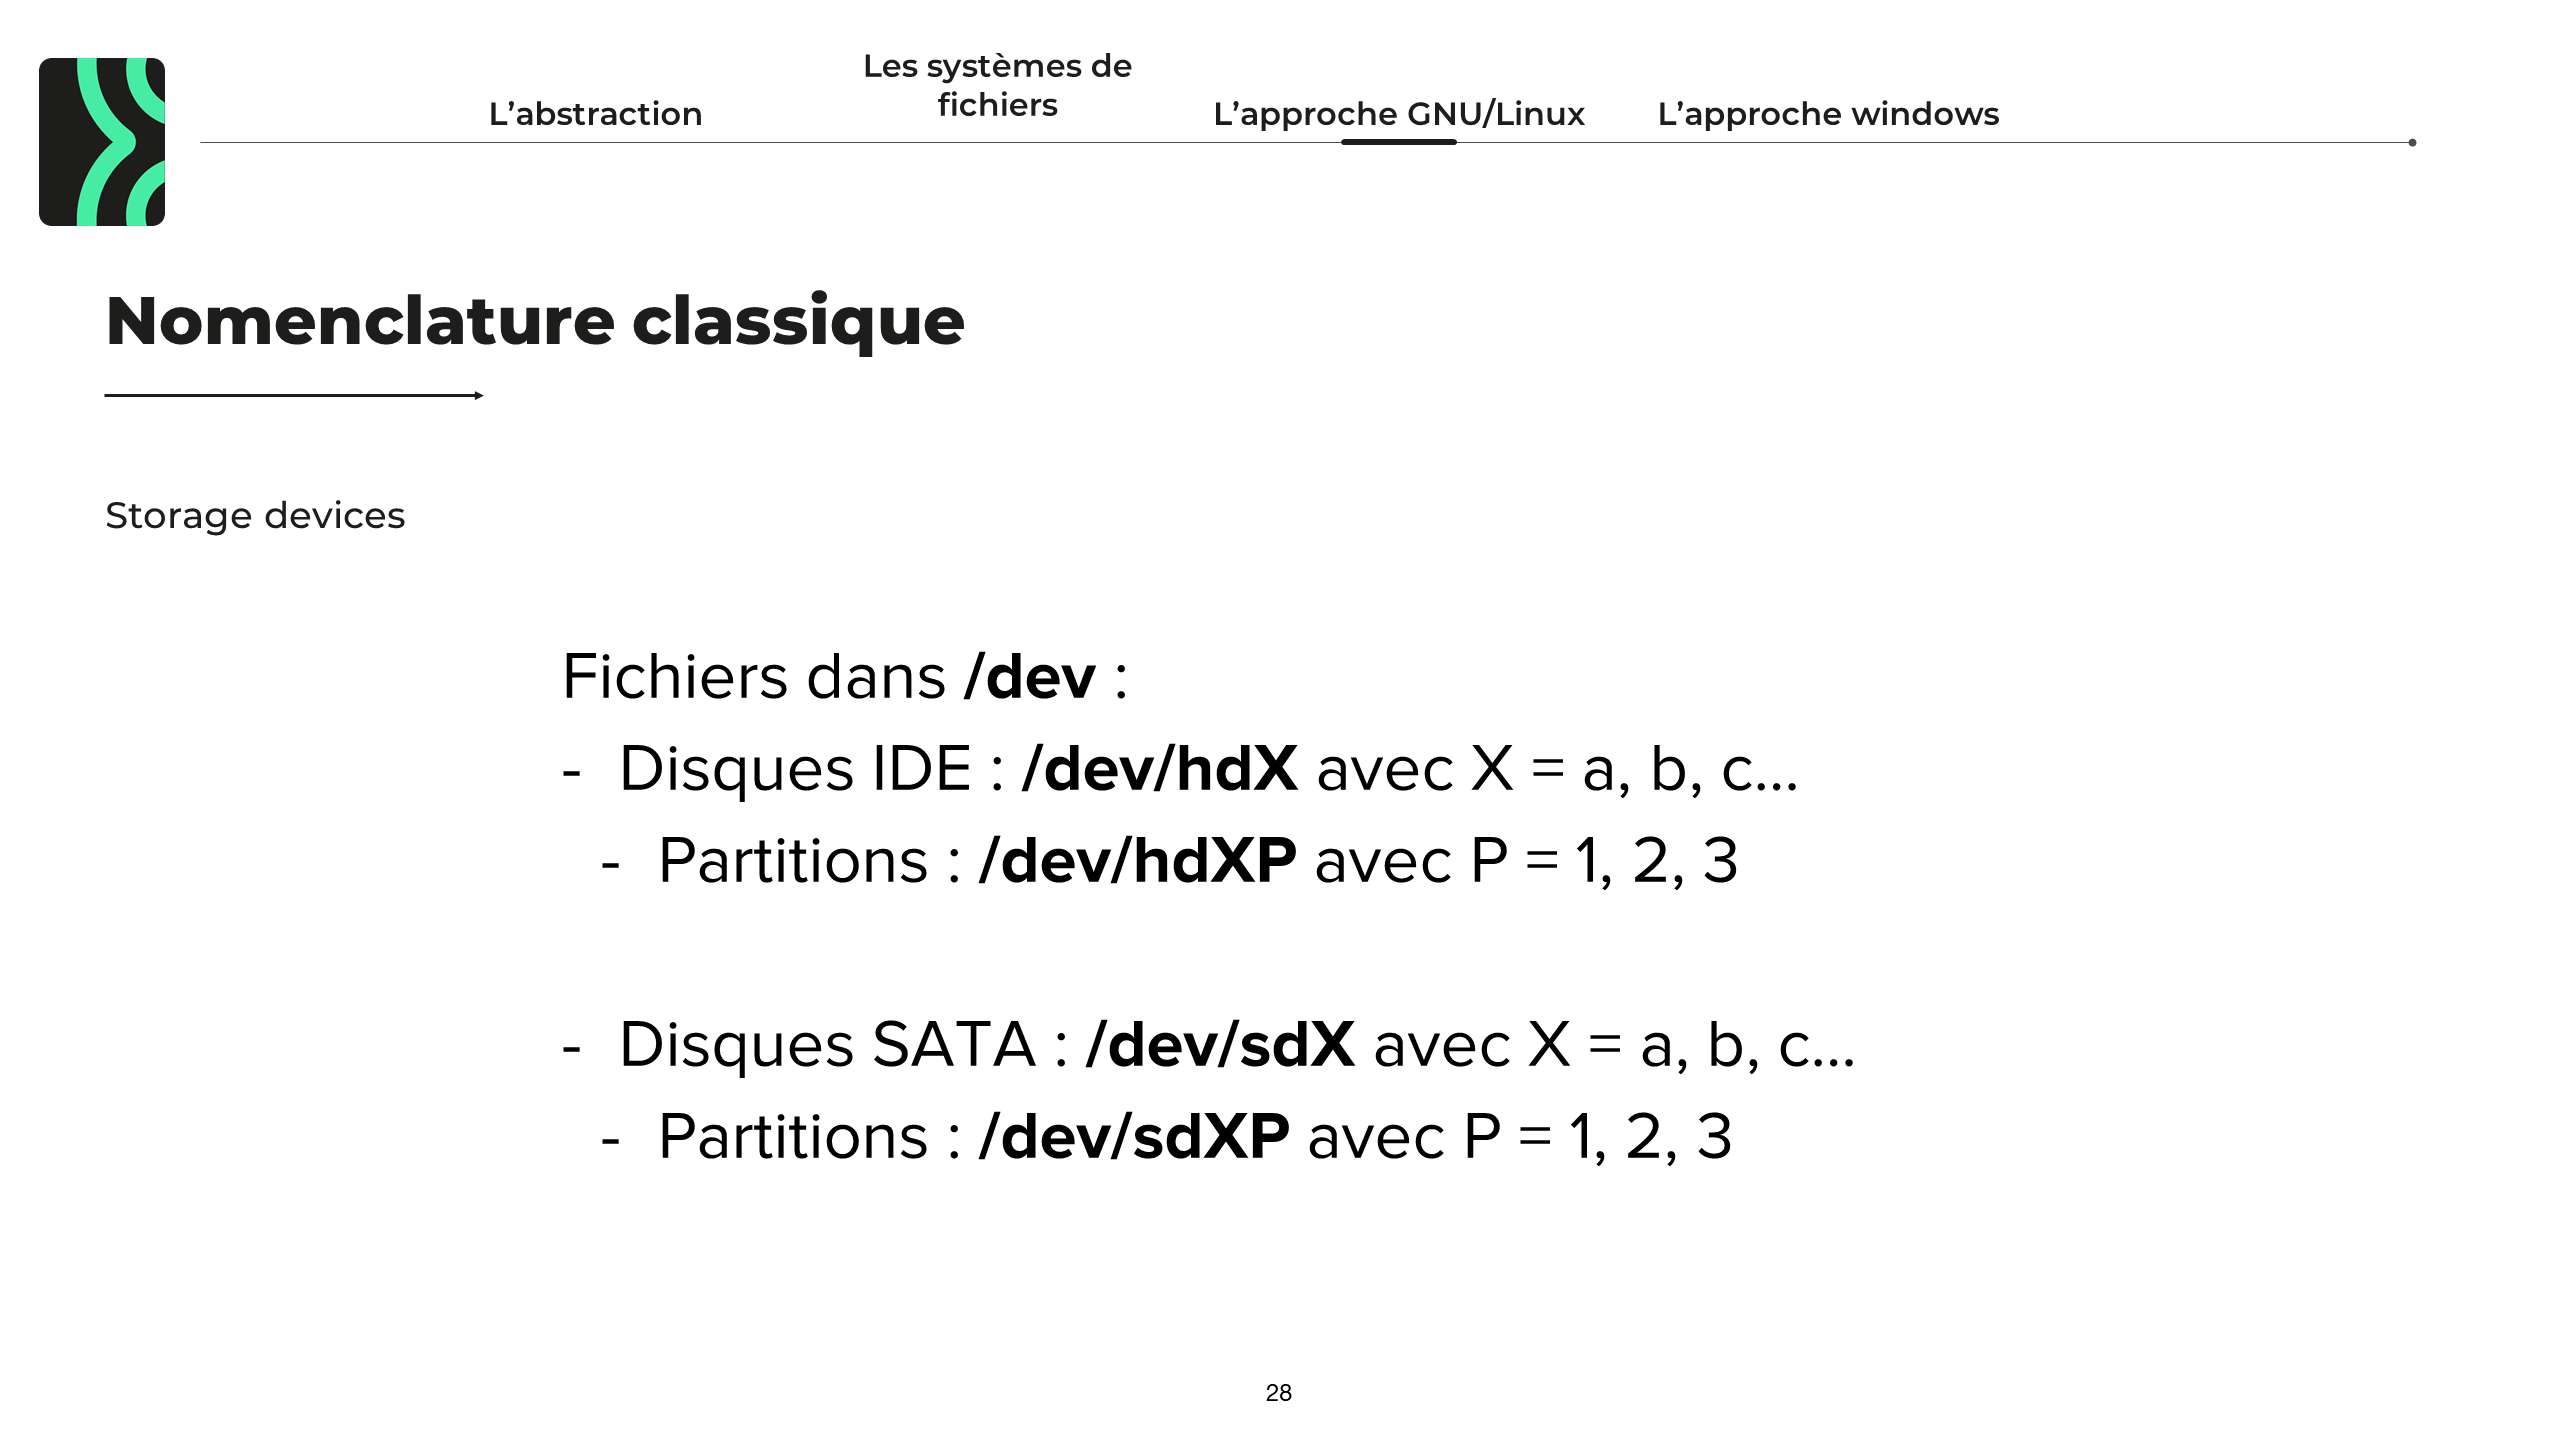 L’abstraction
Les systèmes de
fichiers
L’approche GNU/Linux
L’approche windows
Nomenclature classique
Storage devices
Fichiers dans /dev :
- Disques IDE : /dev/hdX avec X = a, b, c…
- Partitions : /dev/hdXP avec P = 1, 2, 3
- Disques SATA : /dev/sdX avec X = a, b, c…
- Partitions : /dev/sdXP avec P = 1, 2, 3
28